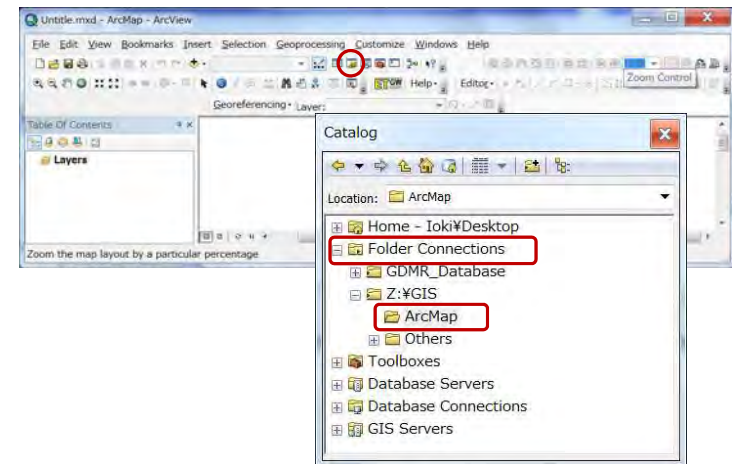 Untitle.mxd - ArcMap - ArcView
File Edit View Bookmarks Insert Selection Geoprocessing Customize Windows Help
Help
Editor
Zoom Control
Georeferencing Layer:
Table Of Contents
Layers
Zoom the map layout by a particular percentage
Catalog
Location: ArcMap
Home - Ioki¥Desktop
Folder Connections
GDMR_Database
Z:¥GIS
ArcMap
Others
Toolboxes
Database Servers
Database Connections
GIS Servers